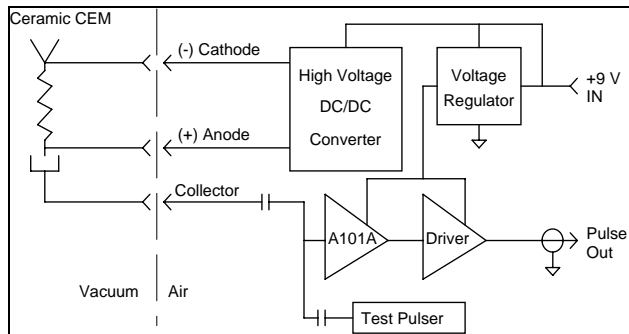 Ceramic CEM
(-) Cathode
High Voltage
DC/DC
Converter
Voltage
Regulator
+9 V
IN
(+) Anode
Collector
A101A
Driver
Pulse
Out
Vacuum
Air
Test Pulser